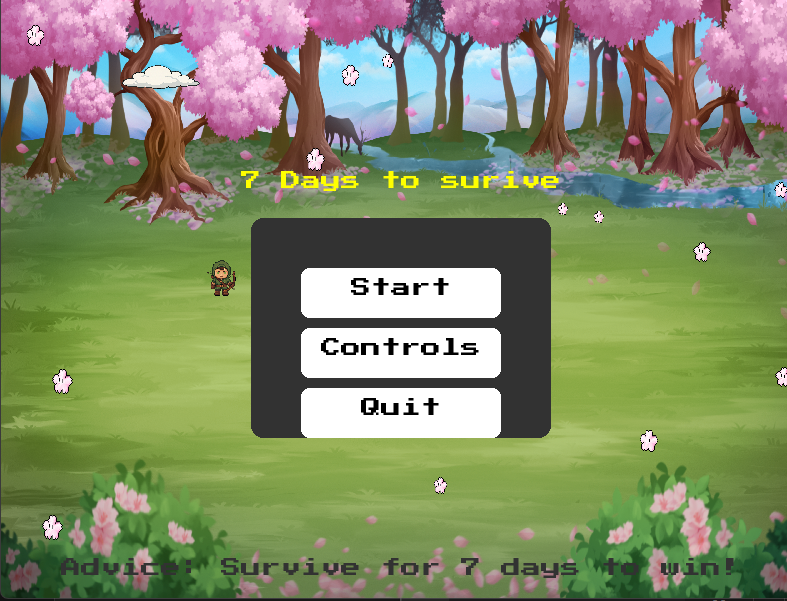 7 Days to surive
Start
Controls
Quit
Advice: Survive for 7 days to win!